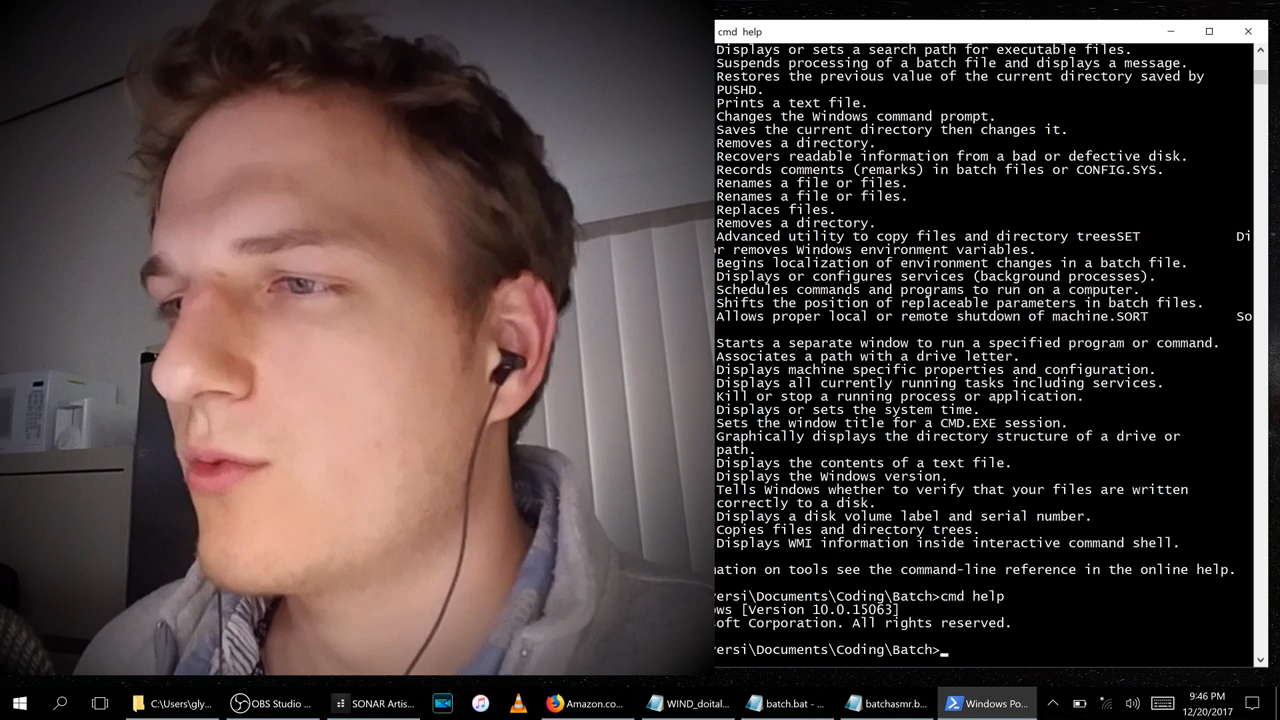 cmd help
Displays or sets a search path for executable files.
Suspends processing of a batch file and displays a message.
Restores the previous value of the current directory saved by
PUSHD.
Prints a text file.
Changes the Windows command prompt.
Saves the current directory then changes it.
Removes a directory.
Recovers readable information from a bad or defective disk.
Records comments (remarks) in batch files or CONFIG.SYS.
Renames a file or files.
Renames a file or files.
Replaces files.
Removes a directory.
Advanced utility to copy files and directory treesSET Di
or removes Windows environment variables.
Begins localization of environment changes in a batch file.
Displays or configures services (background processes).
Schedules commands and programs to run on a computer.
Shifts the position of replaceable parameters in batch files.
Allows proper local or remote shutdown of machine.SORT So
Starts a separate window to run a specified program or command.
Associates a path with a drive letter.
Displays machine specific properties and configuration.
Displays all currently running tasks including services.
Kill or stop a running process or application.
Displays or sets the system time.
Sets the window title for a CMD.EXE session.
Graphically displays the directory structure of a drive or
path.
Displays the contents of a text file.
Displays the Windows version.
Tells Windows whether to verify that your files are written
correctly to a disk.
Displays a disk volume label and serial number.
Copies files and directory trees.
Displays WMI information inside interactive command shell.
ation on tools see the command-line reference in the online help.
ersi\Documents\Coding\Batch>cmd help
ws [Version 10.0.15063]
oft Corporation. All rights reserved.
ersi\Documents\Coding\Batch>_
C:\Users\gly... OBS Studio ... SONAR Artis... Amazon.co... WIND_doital... batch.bat - ... batchasmr.b... Windows Po... 9:46 PM
12/20/2017